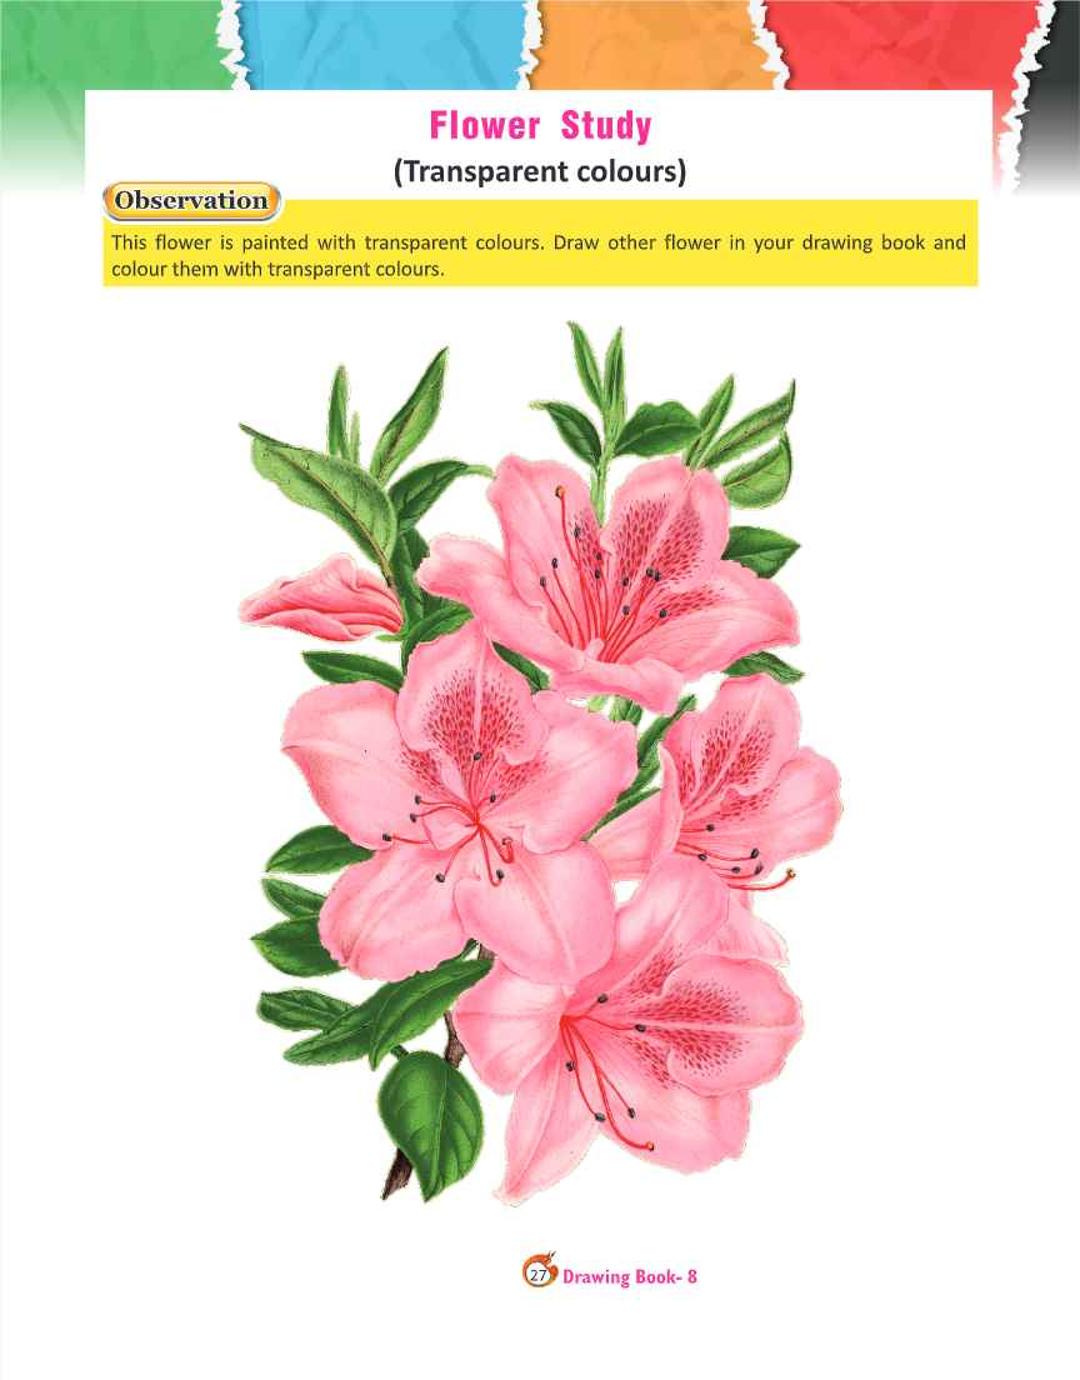 Flower Study
(Transparent colours)
Observation
This flower is painted with transparent colours. Draw other flower in your drawing book and
colour them with transparent colours.
27 Drawing Book- 8